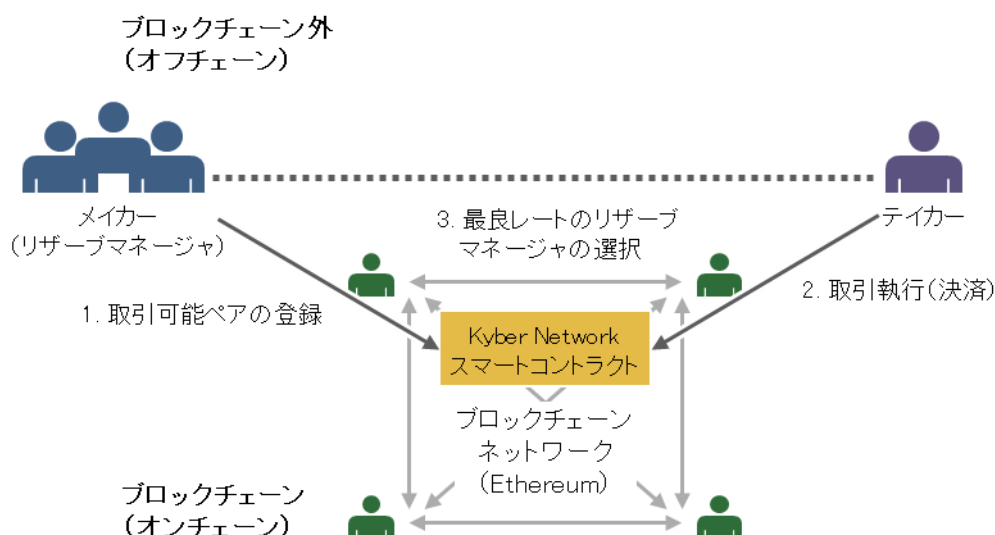 ブロックチェーン外
(オフチェーン)
メイカー
(リザーブマネージャ)
テイカー
3. 最良レートのリザーブ
マネージャの選択
1. 取引可能ペアの登録
2. 取引執行(決済)
Kyber Network
スマートコントラクト
ブロックチェーン
ネットワーク
(Ethereum)
ブロックチェーン
(オンチェーン)